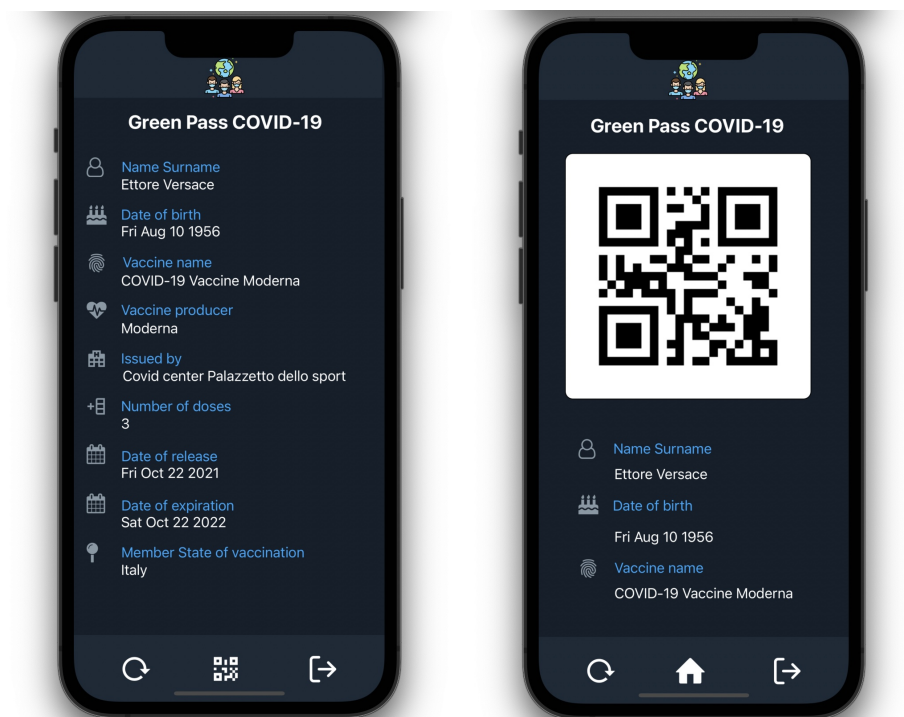 Green Pass COVID-19
Name Surname
Ettore Versace
Date of birth
Fri Aug 10 1956
Vaccine name
COVID-19 Vaccine Moderna
Vaccine producer
Moderna
Issued by
Covid center Palazzetto dello sport
Number of doses
3
Date of release
Fri Oct 22 2021
Date of expiration
Sat Oct 22 2022
Member State of vaccination
Italy
Green Pass COVID-19
Name Surname
Ettore Versace
Date of birth
Fri Aug 10 1956
Vaccine name
COVID-19 Vaccine Moderna